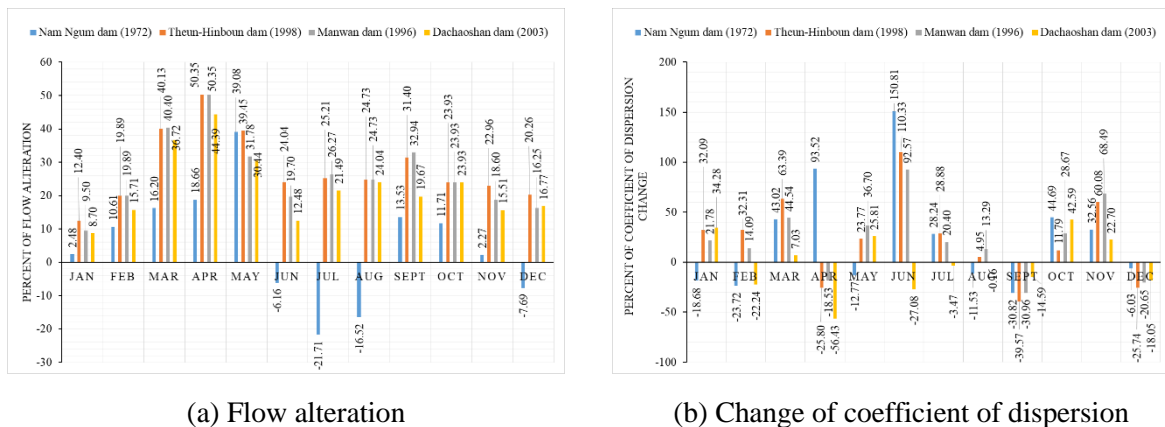 Nam Ngum dam (1972) Theun-Hinboun dam (1998) Manwan dam (1996) Dachaoshan dam (2003)
PERCENT OF FLOW ALTERATION
60
50
40
30
20
10
0
-10
-20
-30
2.48 12.40 9.50 8.70
10.61 19.89 19.89 15.71
16.20 40.13 40.40 36.72
18.66 50.35 50.35 44.39
39.08 39.45 31.78 30.44
-6.16 24.04 19.70 12.48
-21.71 25.21 26.27 21.49
-16.52 24.73 24.73 24.04
13.53 31.40 32.94 19.67
11.71 23.93 23.93 23.93
2.27 22.96 18.60 15.51
-7.69 20.26 16.25 16.77
JAN FEB MAR APR MAY JUN JUL AUG SEPT OCT NOV DEC
(a) Flow alteration
Nam Ngum dam (1972) Theun-Hinboun dam (1998) Manwan dam (1996) Dachaoshan dam (2003)
PERCENT OF COEFFICIENT OF DISPERSION
CHANGE
200
150
100
50
0
-50
-100
-18.68 32.09 21.78 34.28
-23.72 32.31 14.09 -22.24
43.02 63.39 44.54 7.03
93.52 -25.80 -18.53 -56.43
-12.77 23.77 36.70 25.81
150.81 110.33 92.57 -27.08
28.24 28.88 20.40 -3.47
-11.53 4.95 13.29
-30.82 -39.57 -30.96 -14.59
44.69 11.79 28.67 42.59
32.56 60.08 68.49 22.70
-6.03 -25.74 -20.65 -18.05
JAN FEB MAR APR MAY JUN JUL AUG SEPT OCT NOV DEC
(b) Change of coefficient of dispersion